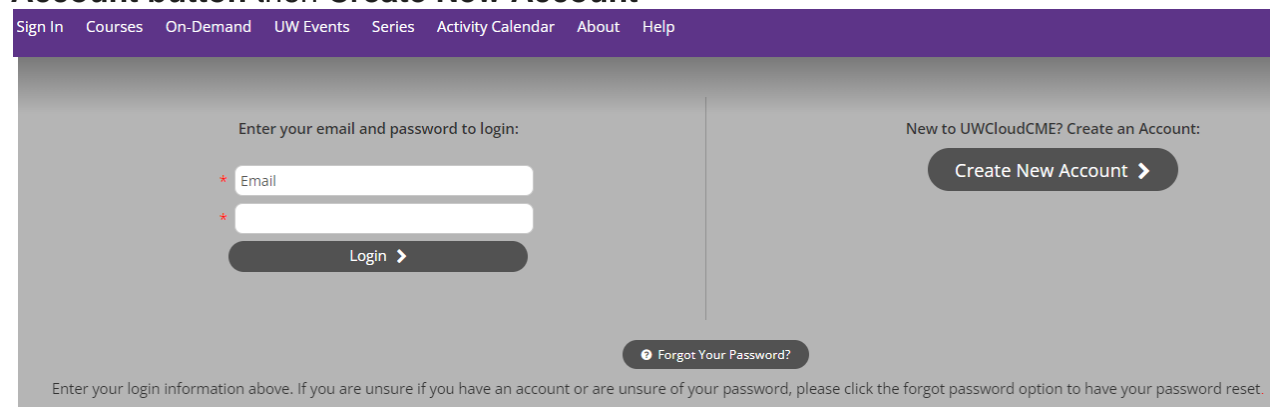 Account button then Create New Account
Sign In Courses On-Demand UW Events Series Activity Calendar About Help
Enter your email and password to login:
* Email
*
Login
New to UWCloudCME? Create an Account:
Create New Account
Forgot Your Password?
Enter your login information above. If you are unsure if you have an account or are unsure of your password, please click the forgot password option to have your password reset.